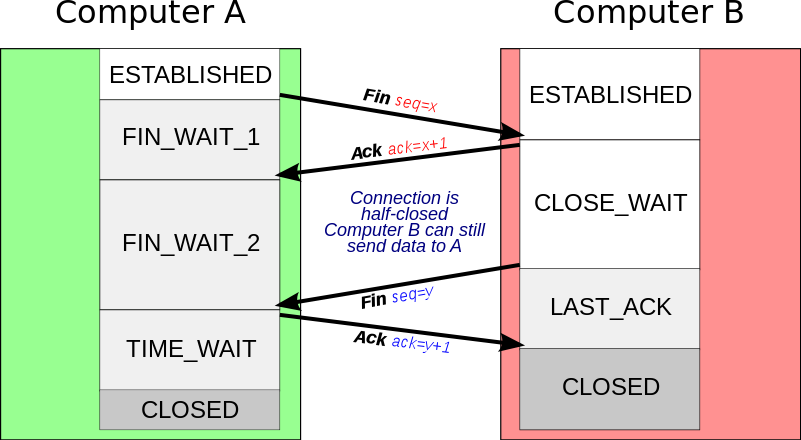 Computer A
Computer B
ESTABLISHED
ESTABLISHED
Fin seq=x
FIN_WAIT_1
Ack ack=x+1
Connection is
half-closed
Computer B can still
send data to A
CLOSE_WAIT
FIN_WAIT_2
Fin seq=y
LAST_ACK
Ack ack=y+1
TIME_WAIT
CLOSED
CLOSED